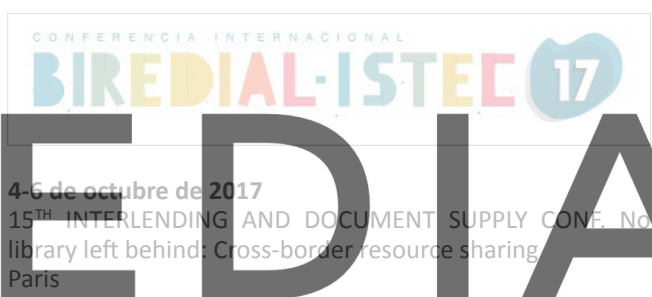 CONFERENCIA INTERNACIONAL
BIREDIAL-ISTEC 17
4-6 de octubre de 2017
15TH INTERLENDING AND DOCUMENT SUPPLY CONF. No
library left behind: Cross-border resource sharing
Paris
EDIA